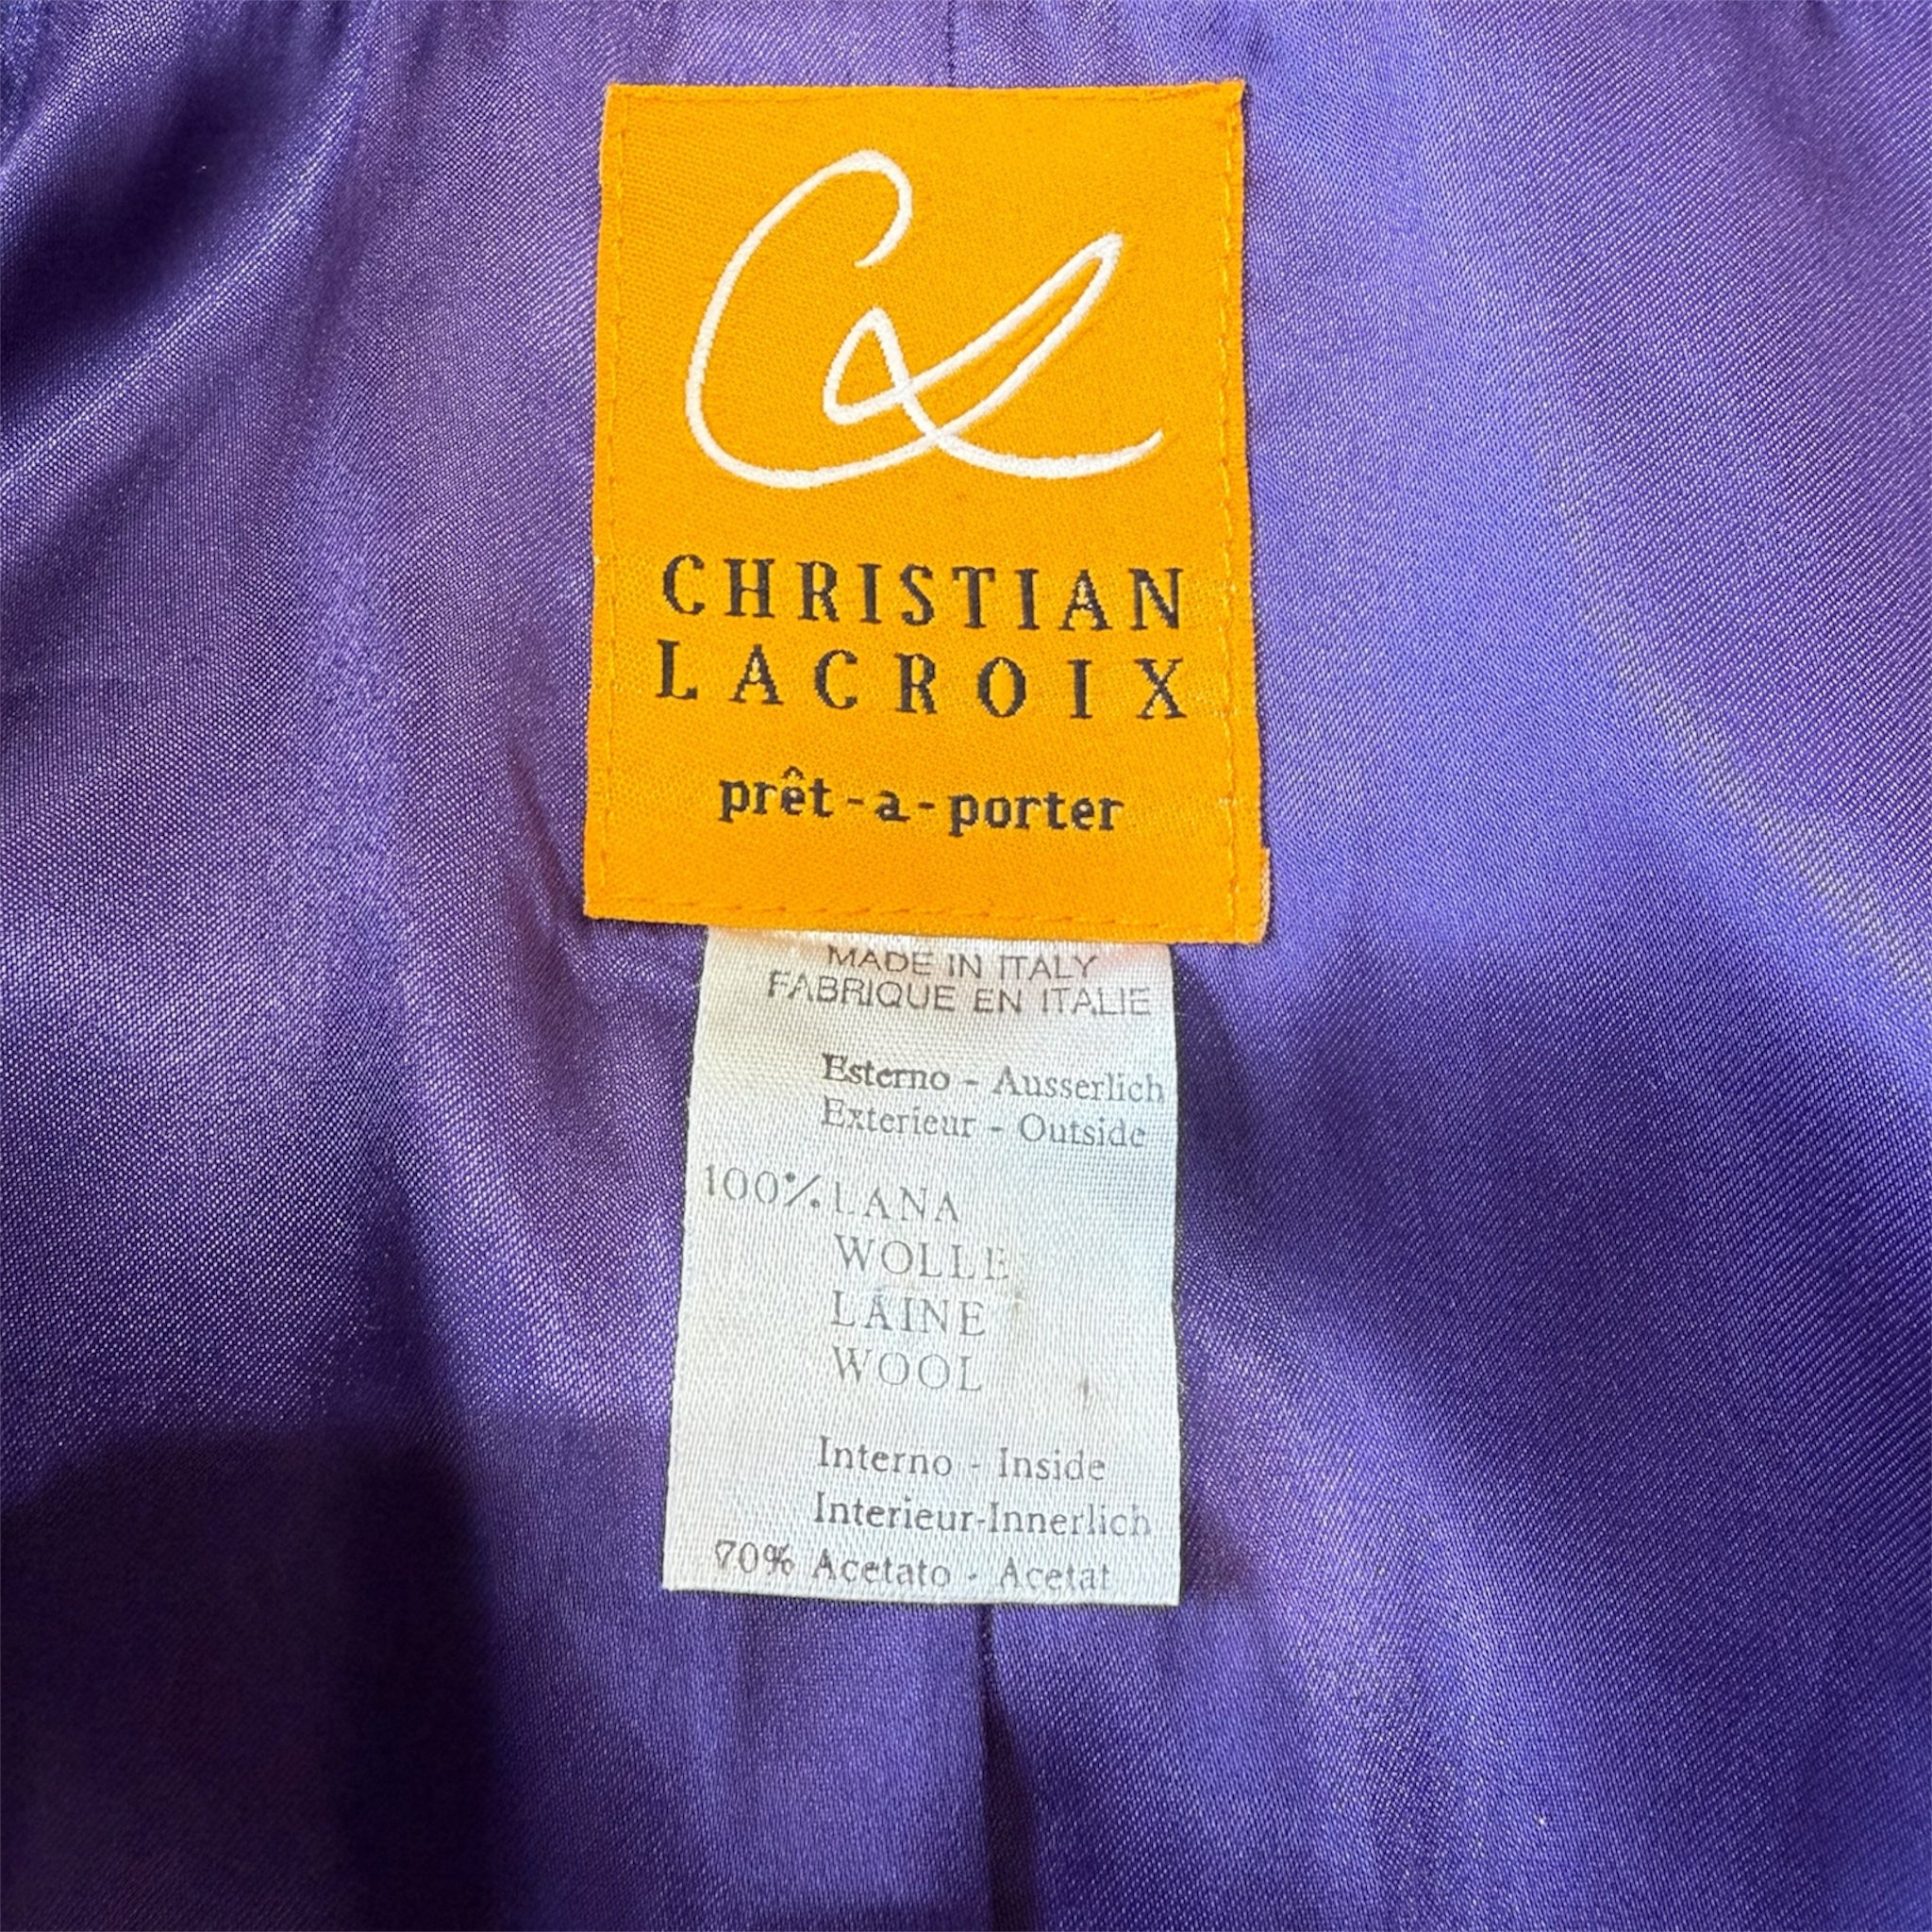 CL
CHRISTIAN
LACROIX
prêt-a-porter
MADE IN ITALY
FABRIQUE EN ITALIE
Esterno - Ausserlich
Exterieur - Outside
100% LANA
WOLLE
LAINE
WOOL
Interno - Inside
Interieur-Innerlich
70% Acetato - Acetat